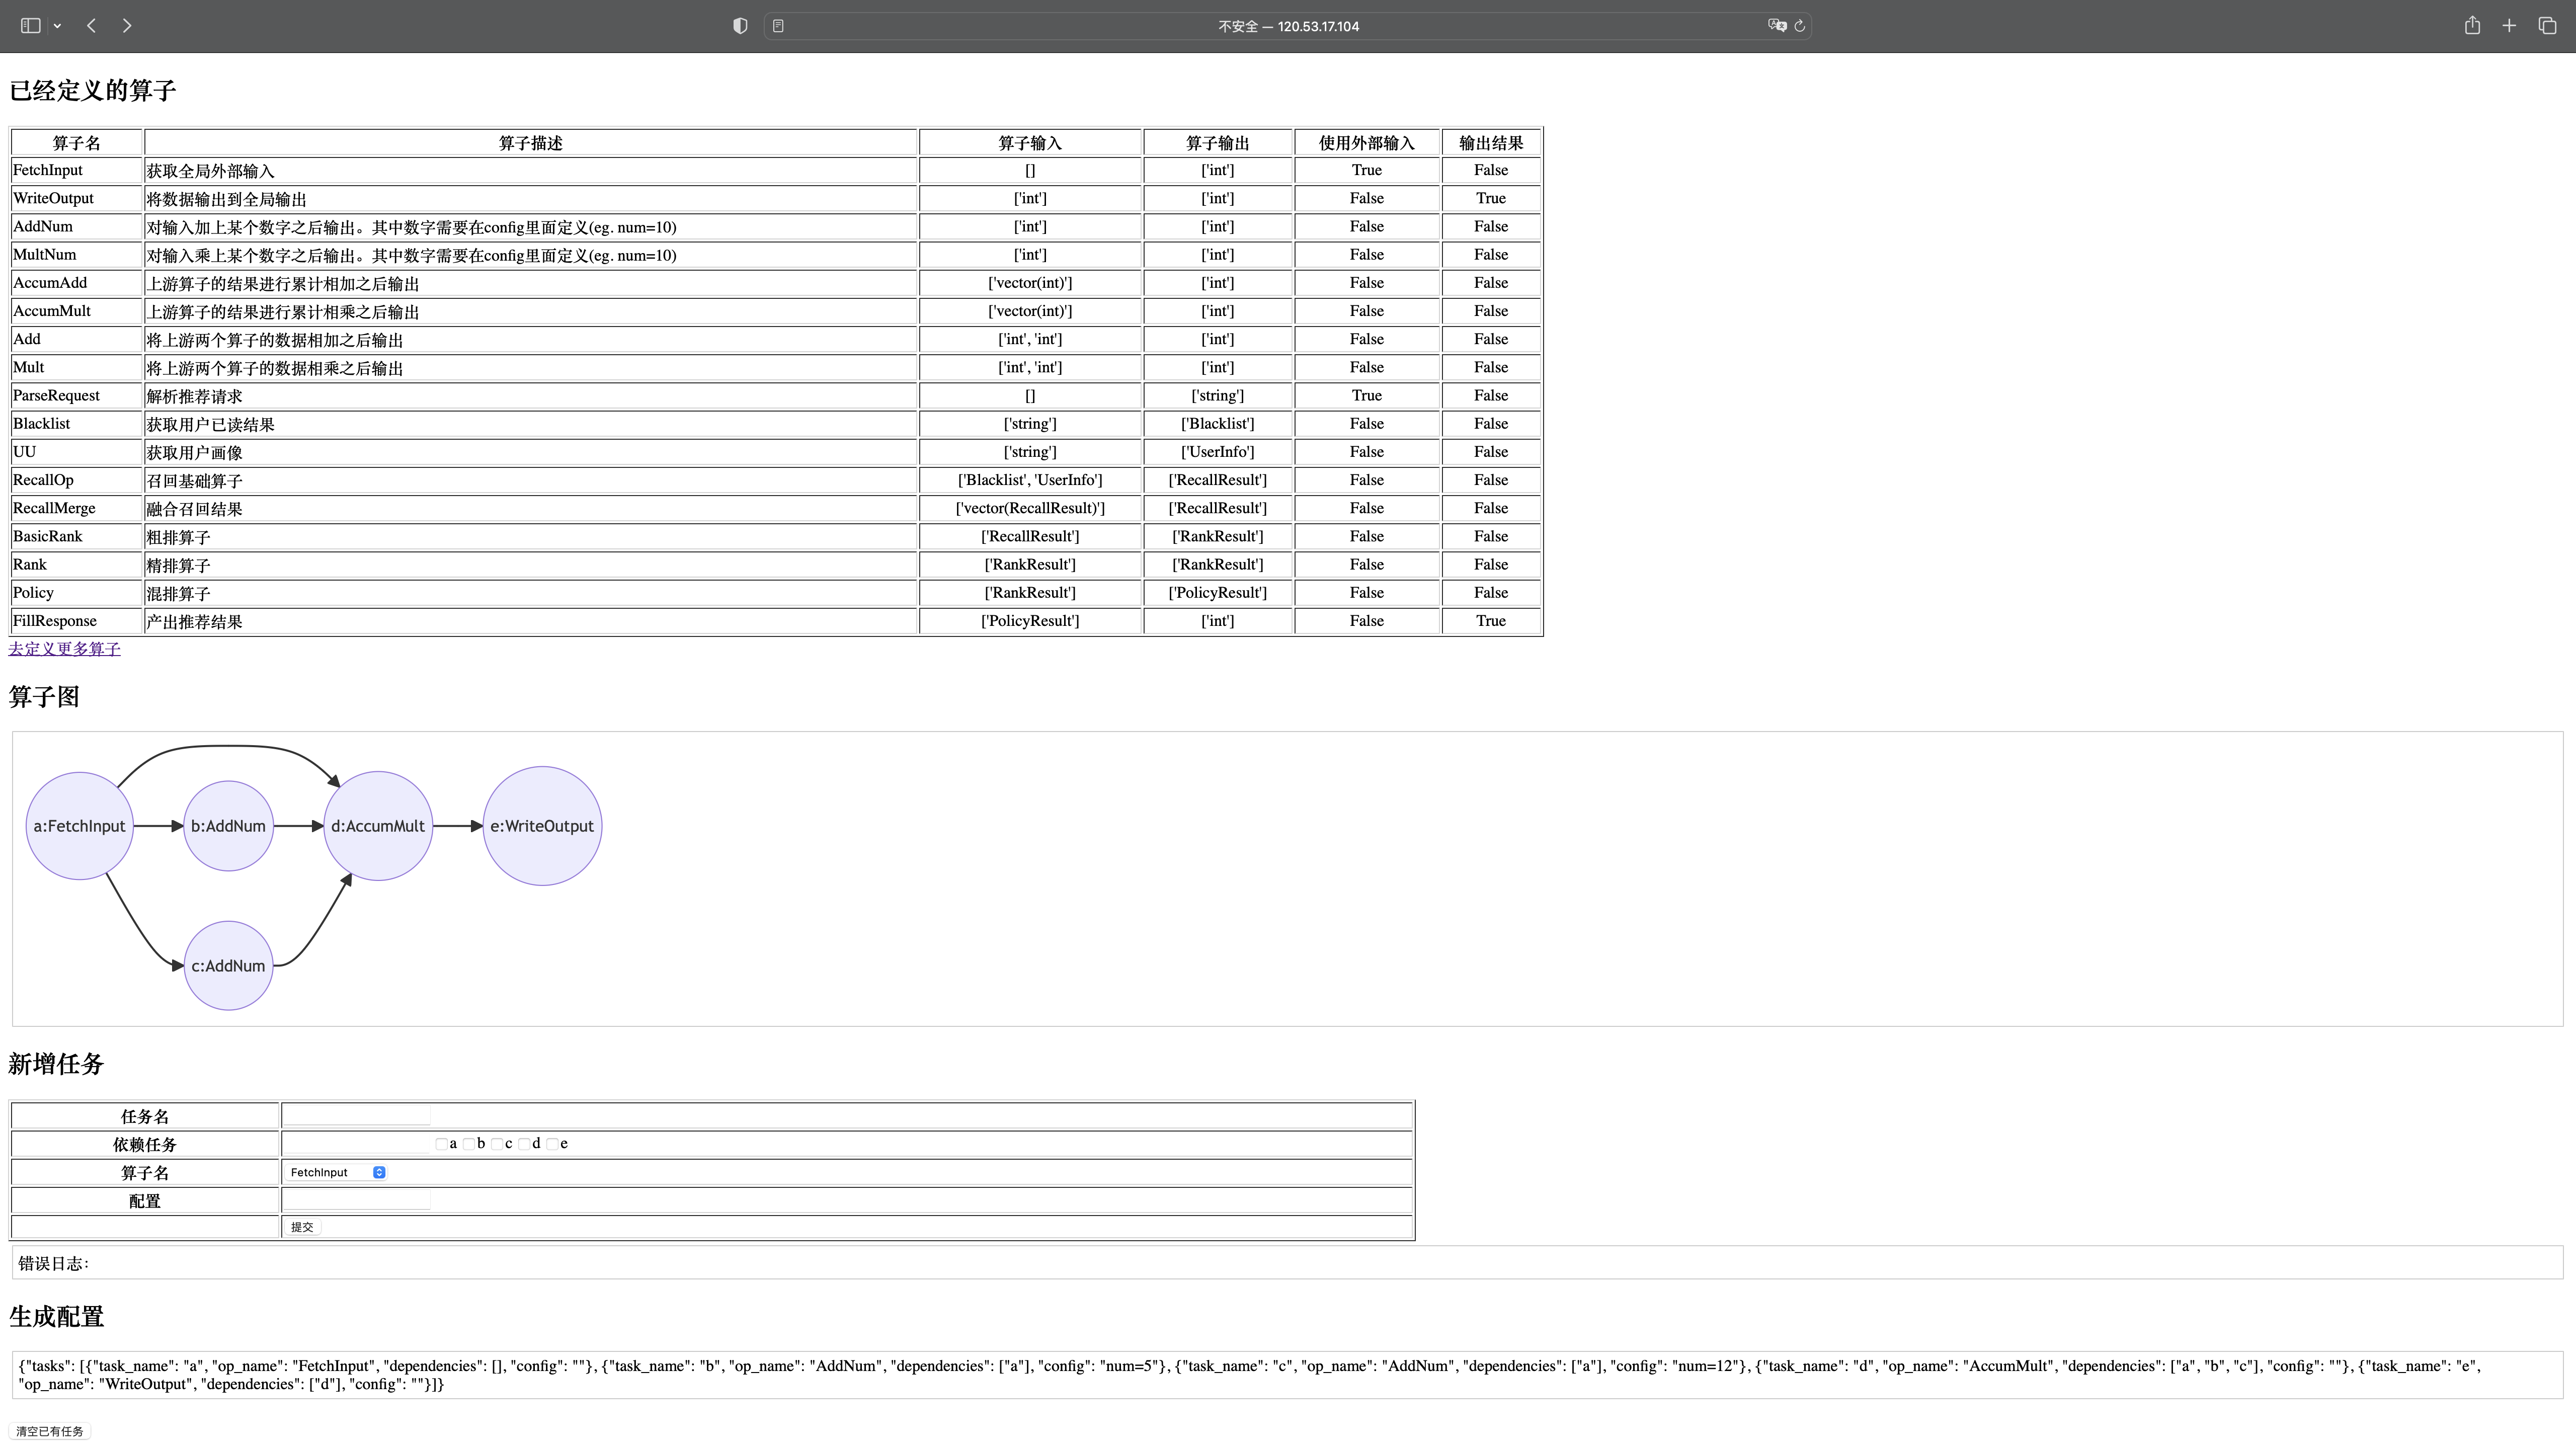 不安全 — 120.53.17.104
已经定义的算子
算子名 算子描述 算子输入 算子输出 使用外部输入 输出结果
FetchInput 获取全局外部输入 [] ['int'] True False
WriteOutput 将数据输出到全局输出 ['int'] ['int'] False True
AddNum 对输入加上某个数字之后输出。其中数字需要在config里面定义(eg. num=10) ['int'] ['int'] False False
MultNum 对输入乘上某个数字之后输出。其中数字需要在config里面定义(eg. num=10) ['int'] ['int'] False False
AccumAdd 上游算子的结果进行累计相加之后输出 ['vector(int)'] ['int'] False False
AccumMult 上游算子的结果进行累计相乘之后输出 ['vector(int)'] ['int'] False False
Add 将上游两个算子的数据相加之后输出 ['int', 'int'] ['int'] False False
Mult 将上游两个算子的数据相乘之后输出 ['int', 'int'] ['int'] False False
ParseRequest 解析推荐请求 [] ['string'] True False
Blacklist 获取用户已读结果 ['string'] ['Blacklist'] False False
UU 获取用户画像 ['string'] ['UserInfo'] False False
RecallOp 召回基础算子 ['Blacklist', 'UserInfo'] ['RecallResult'] False False
RecallMerge 融合召回结果 ['vector(RecallResult)'] ['RecallResult'] False False
BasicRank 粗排算子 ['RecallResult'] ['RankResult'] False False
Rank 精排算子 ['RankResult'] ['RankResult'] False False
Policy 混排算子 ['RankResult'] ['PolicyResult'] False False
FillResponse 产出推荐结果 ['PolicyResult'] ['int'] False True
去定义更多算子
算子图
a:FetchInput b:AddNum d:AccumMult e:WriteOutput
c:AddNum
新增任务
任务名
依赖任务 a b c d e
算子名 FetchInput
配置
提交
错误日志：
生成配置
{"tasks": [{"task_name": "a", "op_name": "FetchInput", "dependencies": [], "config": ""}, {"task_name": "b", "op_name": "AddNum", "dependencies": ["a"], "config": "num=5"}, {"task_name": "c", "op_name": "AddNum", "dependencies": ["a"], "config": "num=12"}, {"task_name": "d", "op_name": "AccumMult", "dependencies": ["a", "b", "c"], "config": ""}, {"task_name": "e",
"op_name": "WriteOutput", "dependencies": ["d"], "config": ""}]}
清空已有任务